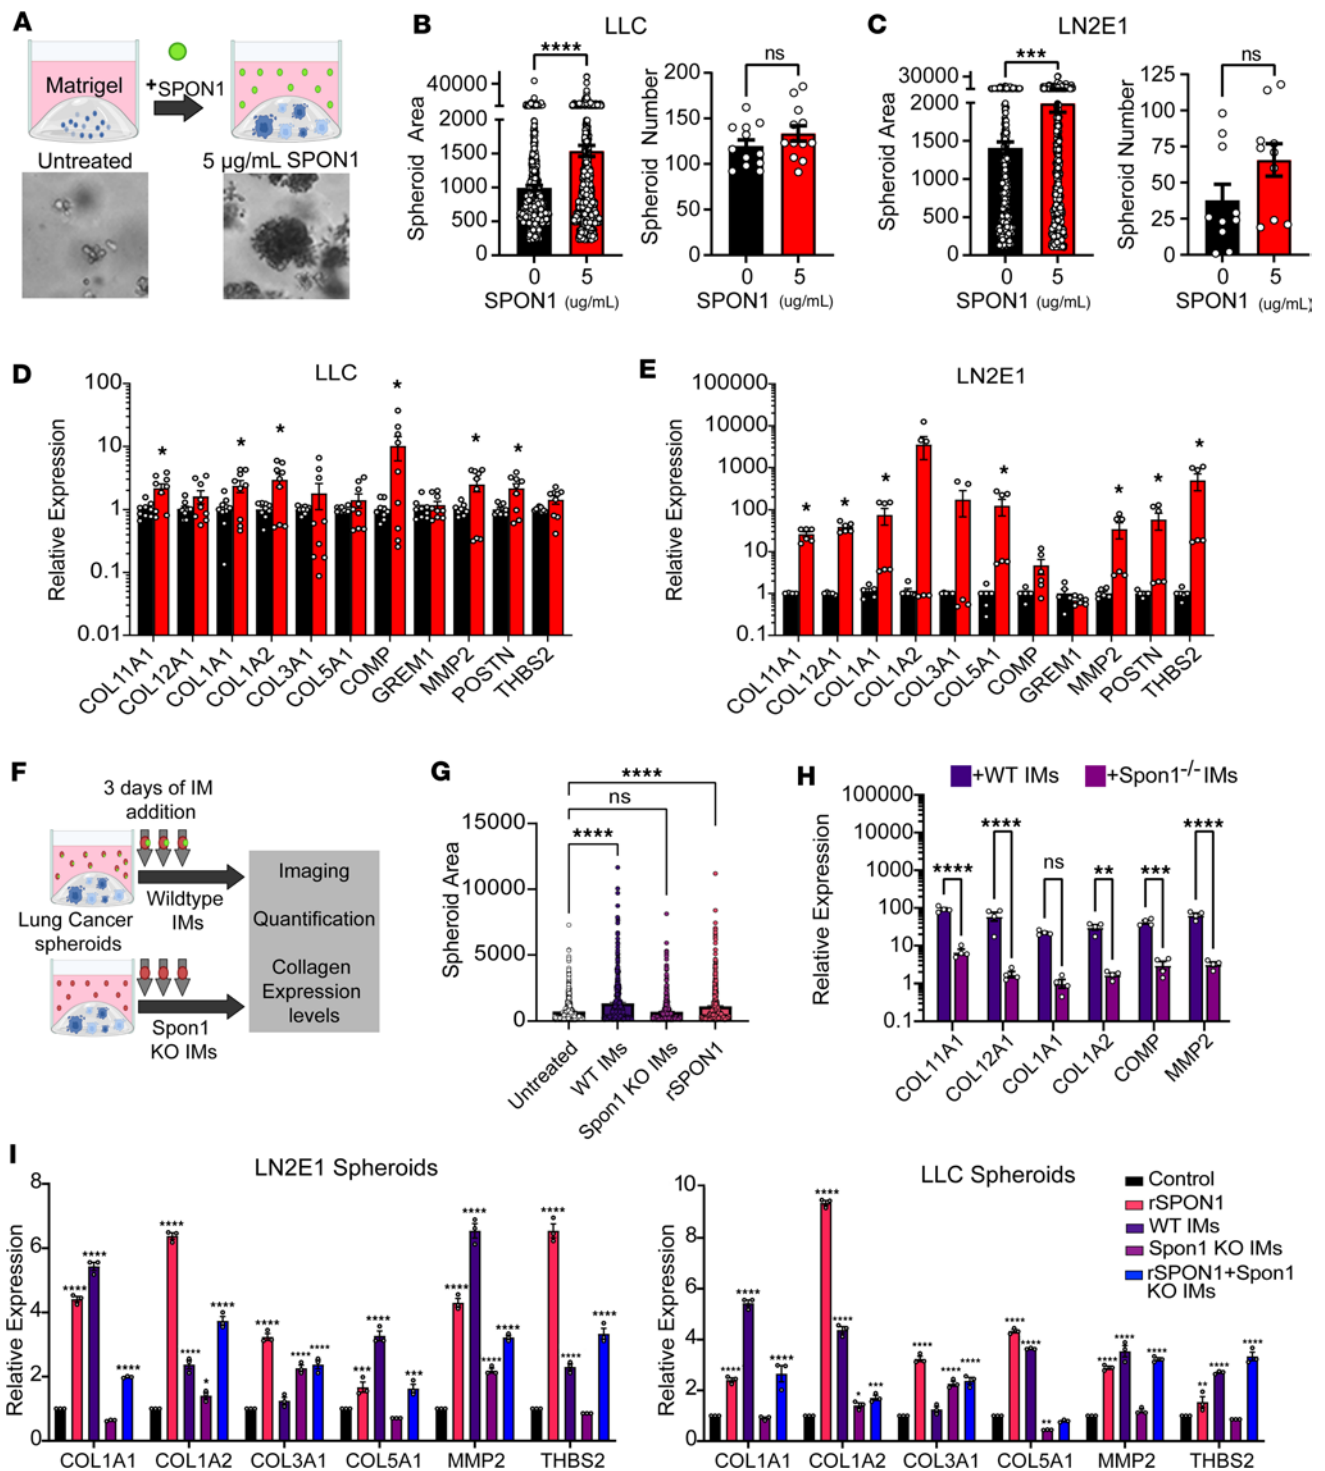 A
Matrigel
+SPON1
Untreated
5 µg/mL SPON1
B
LLC
****
40000
20000
2000
1500
1000
500
0
Spheroid Area
0
5
SPON1 (ug/mL)
ns
200
150
100
50
0
Spheroid Number
0
5
SPON1 (ug/mL)
C
LN2E1
***
30000
2000
1500
1000
500
0
Spheroid Area
0
5
SPON1 (ug/mL)
ns
125
100
75
50
25
0
Spheroid Number
0
5
SPON1 (ug/mL)
D
LLC
100
10
1
0.1
0.01
Relative Expression
* * * * * *
COL11A1
COL12A1
COL1A1
COL1A2
COL3A1
COL5A1
COMP
GREM1
MMP2
POSTN
THBS2
E
LN2E1
100000
10000
1000
100
10
1
0.1
Relative Expression
* * * * * * *
COL11A1
COL12A1
COL1A1
COL1A2
COL3A1
COL5A1
COMP
GREM1
MMP2
POSTN
THBS2
F
3 days of IM
addition
Wildtype
IMs
Lung Cancer
spheroids
Spon1
KO IMs
Imaging
Quantification
Collagen
Expression
levels
G
****
ns
****
15000
10000
5000
0
Spheroid Area
Untreated
WT IMs
Spon1 KO IMs
rSPON1
H
+WT IMs
+Spon1-/- IMs
100000
10000
1000
100
10
1
0.1
Relative Expression
**** **** ns ** *** ****
COL11A1
COL12A1
COL1A1
COL1A2
COMP
MMP2
I
LN2E1 Spheroids
8
6
4
2
0
Relative Expression
**** **** ****
**** **** * ****
**** **** ****
*** **** ***
**** **** **** ****
**** **** ****
COL1A1 COL1A2 COL3A1 COL5A1 MMP2 THBS2
LLC Spheroids
10
8
6
4
2
0
Relative Expression
**** **** ****
**** **** * ***
**** **** ****
**** **** **
**** **** ****
** **** ****
COL1A1 COL1A2 COL3A1 COL5A1 MMP2 THBS2
Control
rSPON1
WT IMs
Spon1 KO IMs
rSPON1+Spon1
KO IMs